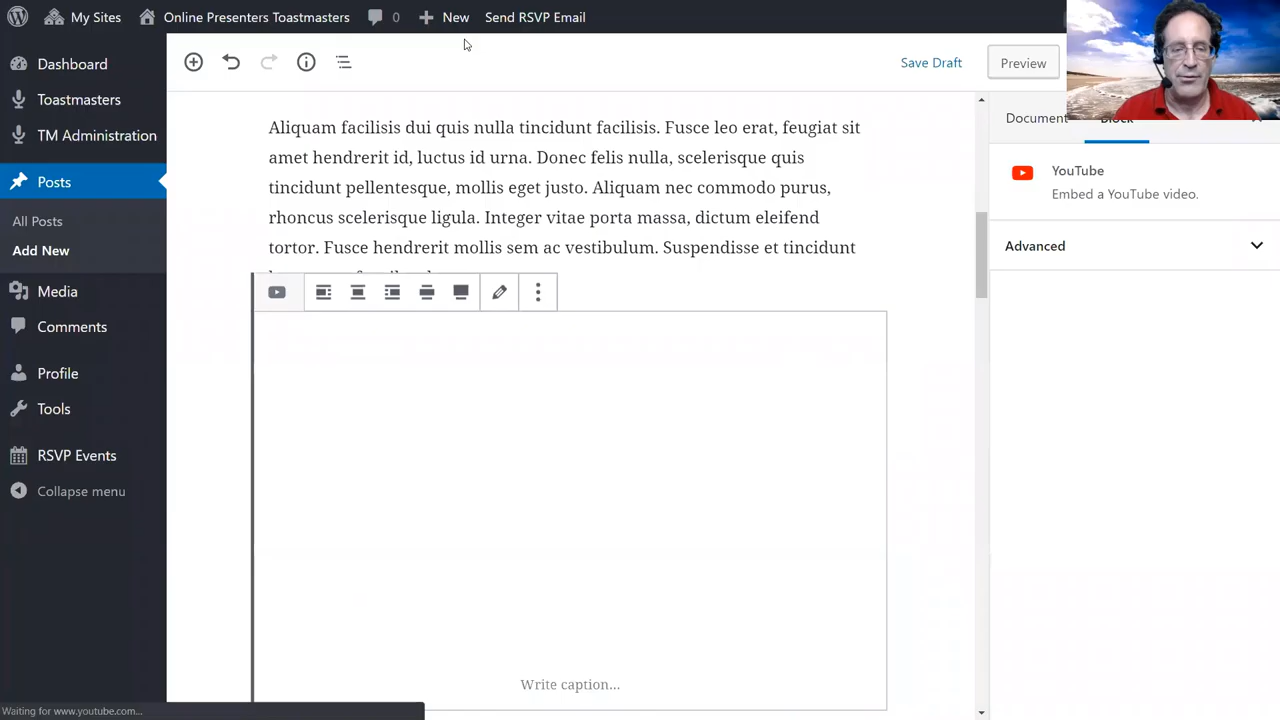 My Sites Online Presenters Toastmasters 0 New Send RSVP Email
Dashboard
Toastmasters
TM Administration
Posts
All Posts
Add New
Media
Comments
Profile
Tools
RSVP Events
Collapse menu
Save Draft Preview
Aliquam facilisis dui quis nulla tincidunt facilisis. Fusce leo erat, feugiat sit
amet hendrerit id, luctus id urna. Donec felis nulla, scelerisque quis
tincidunt pellentesque, mollis eget justo. Aliquam nec commodo purus,
rhoncus scelerisque ligula. Integer vitae porta massa, dictum eleifend
tortor. Fusce hendrerit mollis sem ac vestibulum. Suspendisse et tincidunt
Write caption...
Document Block
YouTube
Embed a YouTube video.
Advanced
Waiting for www.youtube.com...